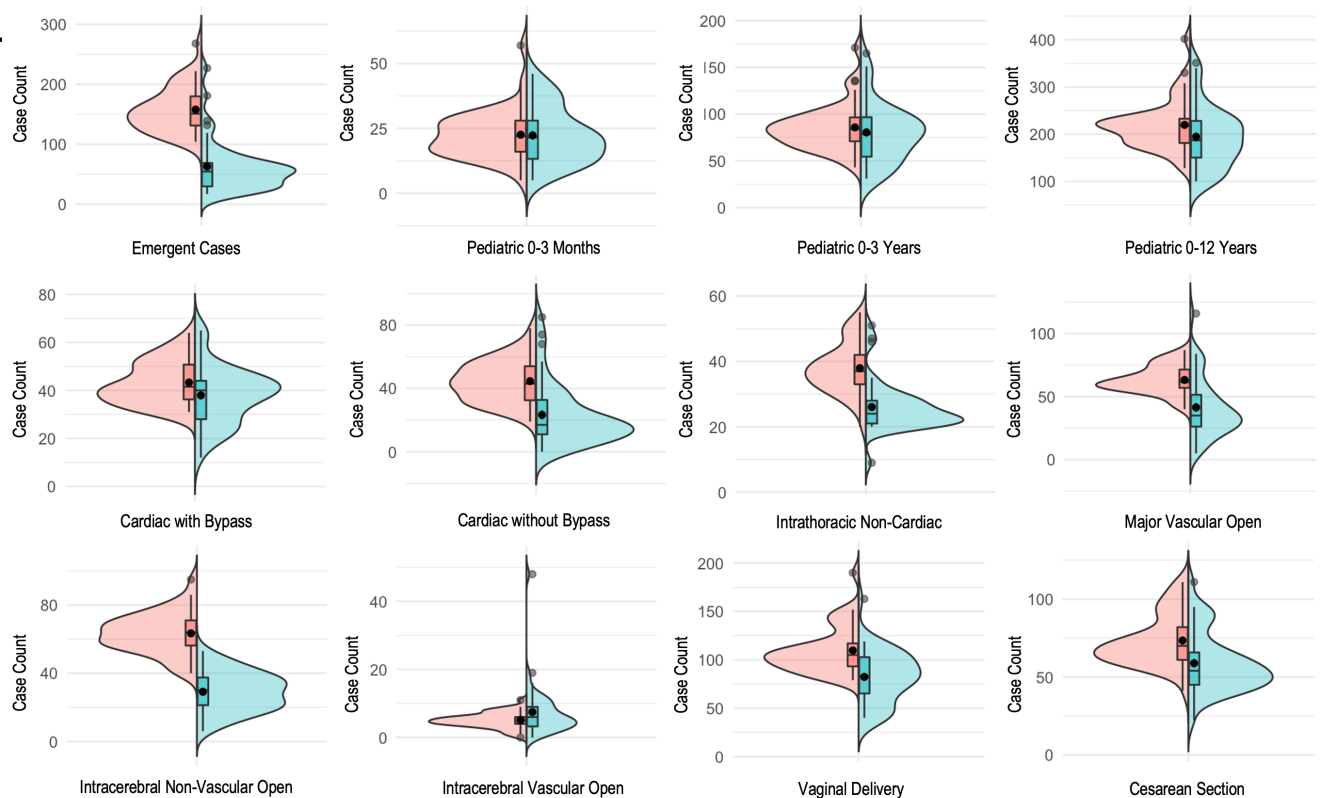 300
200
100
0
Case Count
Emergent Cases
50
25
0
Case Count
Pediatric 0-3 Months
200
150
100
50
0
Case Count
Pediatric 0-3 Years
400
300
200
100
Case Count
Pediatric 0-12 Years
80
60
40
20
0
Case Count
Cardiac with Bypass
80
40
0
Case Count
Cardiac without Bypass
60
40
20
0
Case Count
Intrathoracic Non-Cardiac
100
50
0
Case Count
Major Vascular Open
80
40
0
Case Count
Intracerebral Non-Vascular Open
40
20
0
Case Count
Intracerebral Vascular Open
200
150
100
50
0
Case Count
Vaginal Delivery
100
50
0
Case Count
Cesarean Section